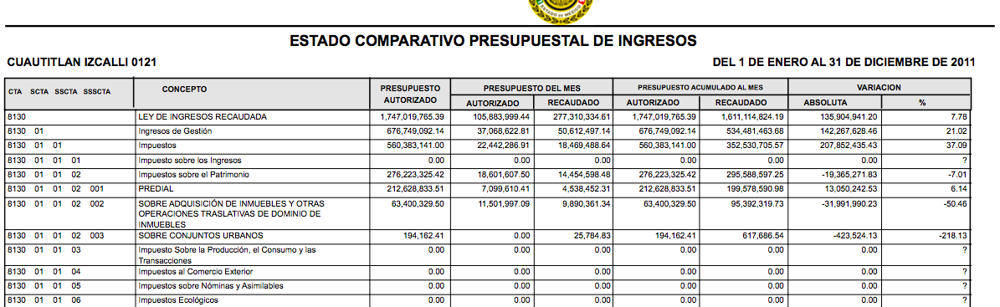 ESTADO DE MEXICO
ESTADO COMPARATIVO PRESUPUESTAL DE INGRESOS
CUAUTITLAN IZCALLI 0121 DEL 1 DE ENERO AL 31 DE DICIEMBRE DE 2011
CTA SCTA SSCTA SSSCTA CONCEPTO PRESUPUESTO AUTORIZADO PRESUPUESTO DEL MES PRESUPUESTO ACUMULADO AL MES VARIACION
AUTORIZADO RECAUDADO AUTORIZADO RECAUDADO ABSOLUTA %
8130 LEY DE INGRESOS RECAUDADA 1,747,019,765.39 105,883,999.44 277,310,334.61 1,747,019,765.39 1,611,114,824.19 135,904,941.20 7.78
8130 01 Ingresos de Gestión 676,749,092.14 37,068,622.81 50,612,497.14 676,749,092.14 534,481,463.68 142,267,628.46 21.02
8130 01 01 Impuestos 560,383,141.00 22,442,286.91 18,469,488.64 560,383,141.00 352,530,705.57 207,852,435.43 37.09
8130 01 01 01 Impuesto sobre los Ingresos 0.00 0.00 0.00 0.00 0.00 0.00 ?
8130 01 01 02 Impuestos sobre el Patrimonio 276,223,325.42 18,601,607.50 14,454,598.48 276,223,325.42 295,588,597.25 -19,365,271.83 -7.01
8130 01 01 02 001 PREDIAL 212,628,833.51 7,099,610.41 4,538,452.31 212,628,833.51 199,578,590.98 13,050,242.53 6.14
8130 01 01 02 002 SOBRE ADQUISICIÓN DE INMUEBLES Y OTRAS 63,400,329.50 11,501,997.09 9,890,361.34 63,400,329.50 95,392,319.73 -31,991,990.23 -50.46
OPERACIONES TRASLATIVAS DE DOMINIO DE
INMUEBLES
8130 01 01 02 003 SOBRE CONJUNTOS URBANOS 194,162.41 0.00 25,784.83 194,162.41 617,686.54 -423,524.13 -218.13
8130 01 01 03 Impuesto Sobre la Producción, el Consumo y las 0.00 0.00 0.00 0.00 0.00 0.00 ?
Transacciones
8130 01 01 04 Impuestos al Comercio Exterior 0.00 0.00 0.00 0.00 0.00 0.00 ?
8130 01 01 05 Impuestos sobre Nóminas y Asimilables 0.00 0.00 0.00 0.00 0.00 0.00 ?
8130 01 01 06 Impuestos Ecológicos 0.00 0.00 0.00 0.00 0.00 0.00 ?